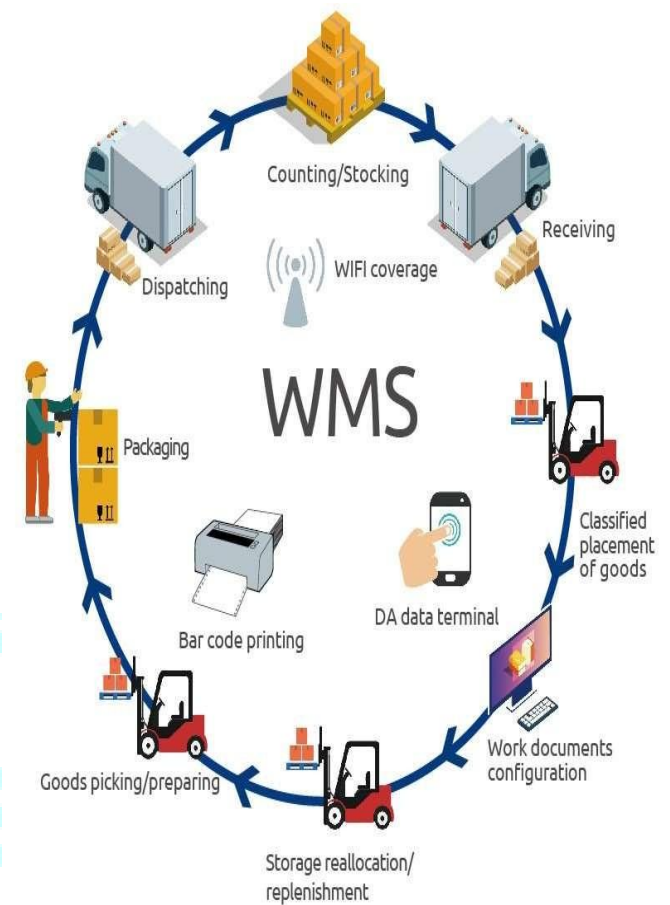 Counting/Stocking
Receiving
Dispatching
WIFI coverage
WMS
Packaging
Classified
placement
of goods
DA data terminal
Bar code printing
Work documents
configuration
Goods picking/preparing
Storage reallocation/
replenishment